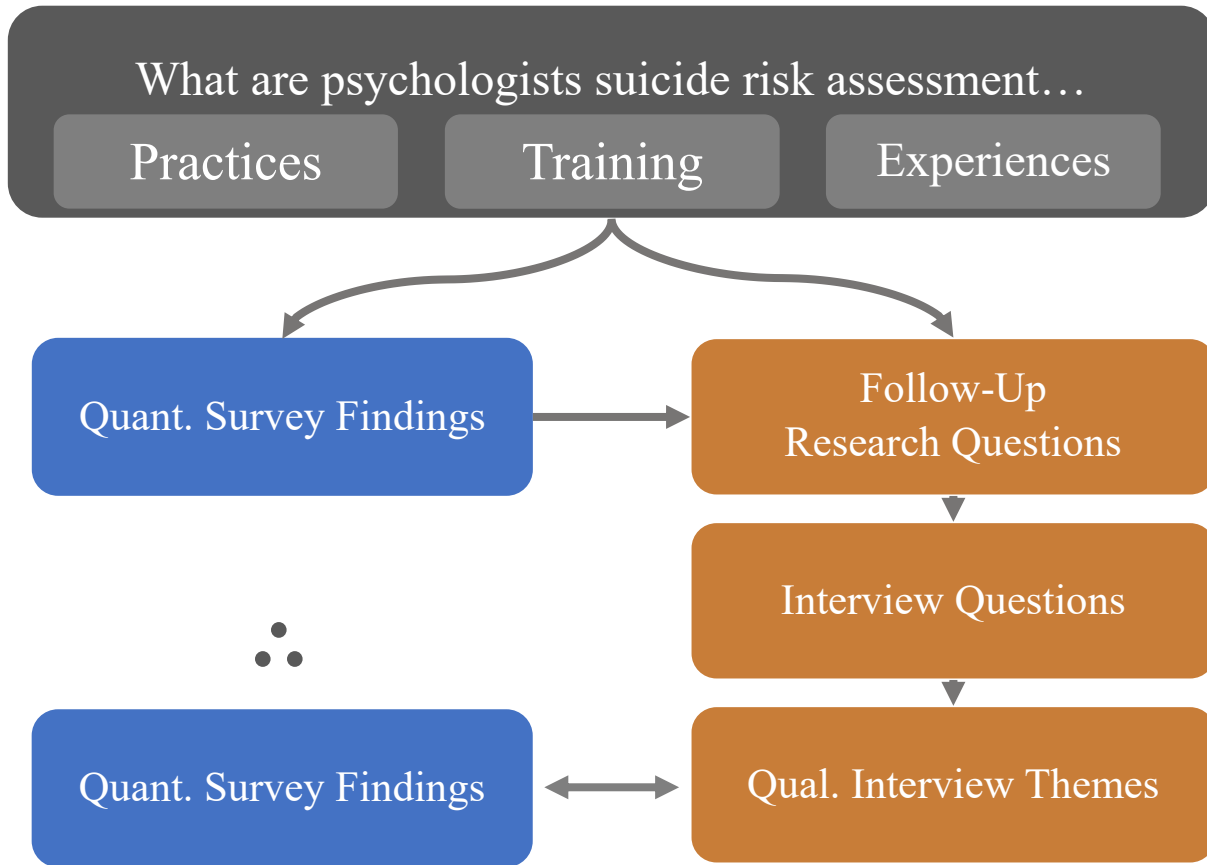 What are psychologists suicide risk assessment…
Practices
Training
Experiences
Quant. Survey Findings
Follow-Up
Research Questions
Interview Questions
Quant. Survey Findings
Qual. Interview Themes